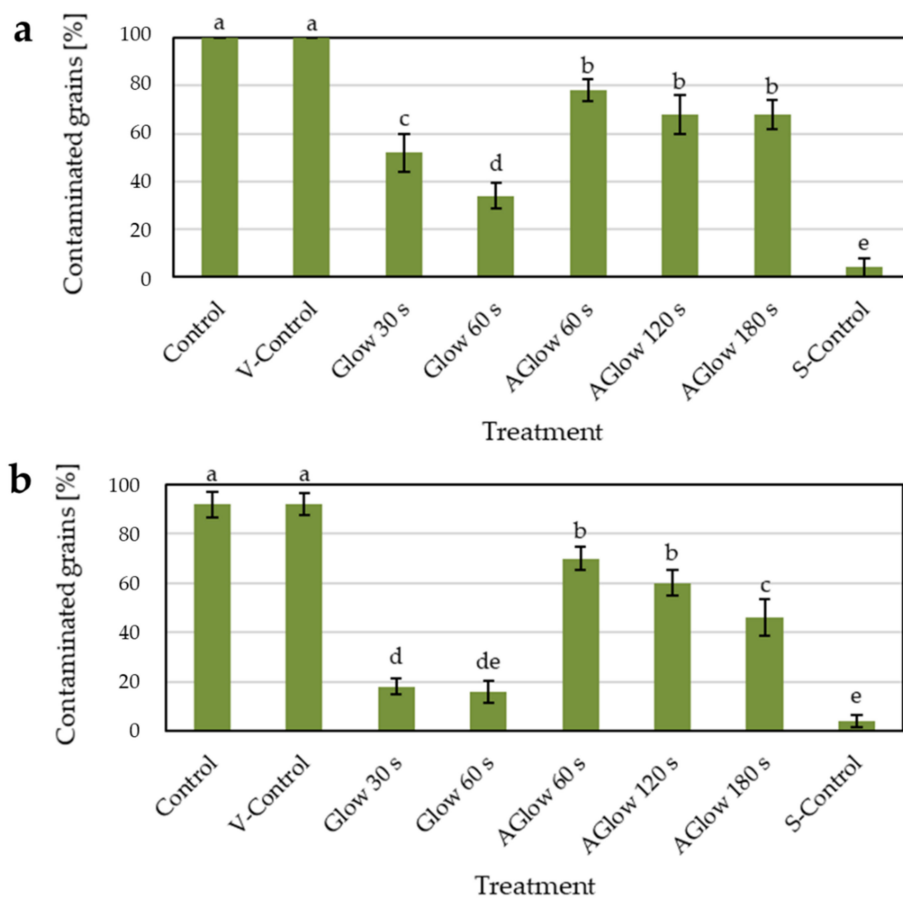 a
Contaminated grains [%]
100
80
60
40
20
0
a
a
c
d
b
b
b
e
Control
V-Control
Glow 30 s
Glow 60 s
AGlow 60 s
AGlow 120 s
AGlow 180 s
S-Control
Treatment
b
Contaminated grains [%]
100
80
60
40
20
0
a
a
d
de
b
b
c
e
Control
V-Control
Glow 30 s
Glow 60 s
AGlow 60 s
AGlow 120 s
AGlow 180 s
S-Control
Treatment